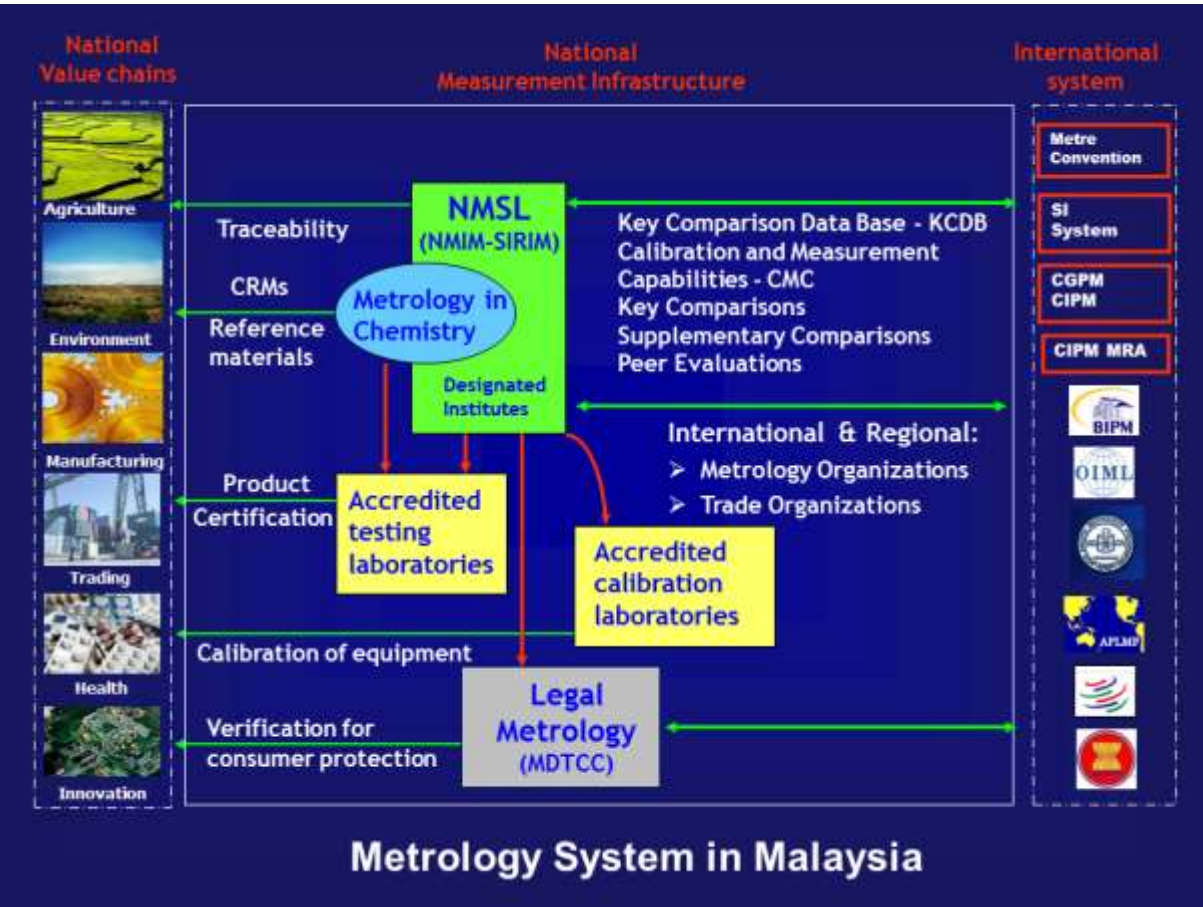 National
Value chains
National
Measurement Infrastructure
International
system
Agriculture
Environment
Manufacturing
Trading
Health
Innovation
Traceability
CRMs
Reference
materials
Product
Certification
Calibration of equipment
Verification for
consumer protection
NMSL
(NMIM-SIRIM)
Metrology in
Chemistry
Designated
Institutes
Accredited
testing
laboratories
Accredited
calibration
laboratories
Legal
Metrology
(MDTCC)
Key Comparison Data Base - KCDB
Calibration and Measurement
Capabilities - CMC
Key Comparisons
Supplementary Comparisons
Peer Evaluations
International & Regional:
➢ Metrology Organizations
➢ Trade Organizations
Metre
Convention
SI
System
CGPM
CIPM
CIPM MRA
BIPM
OIML
APLMF
Metrology System in Malaysia